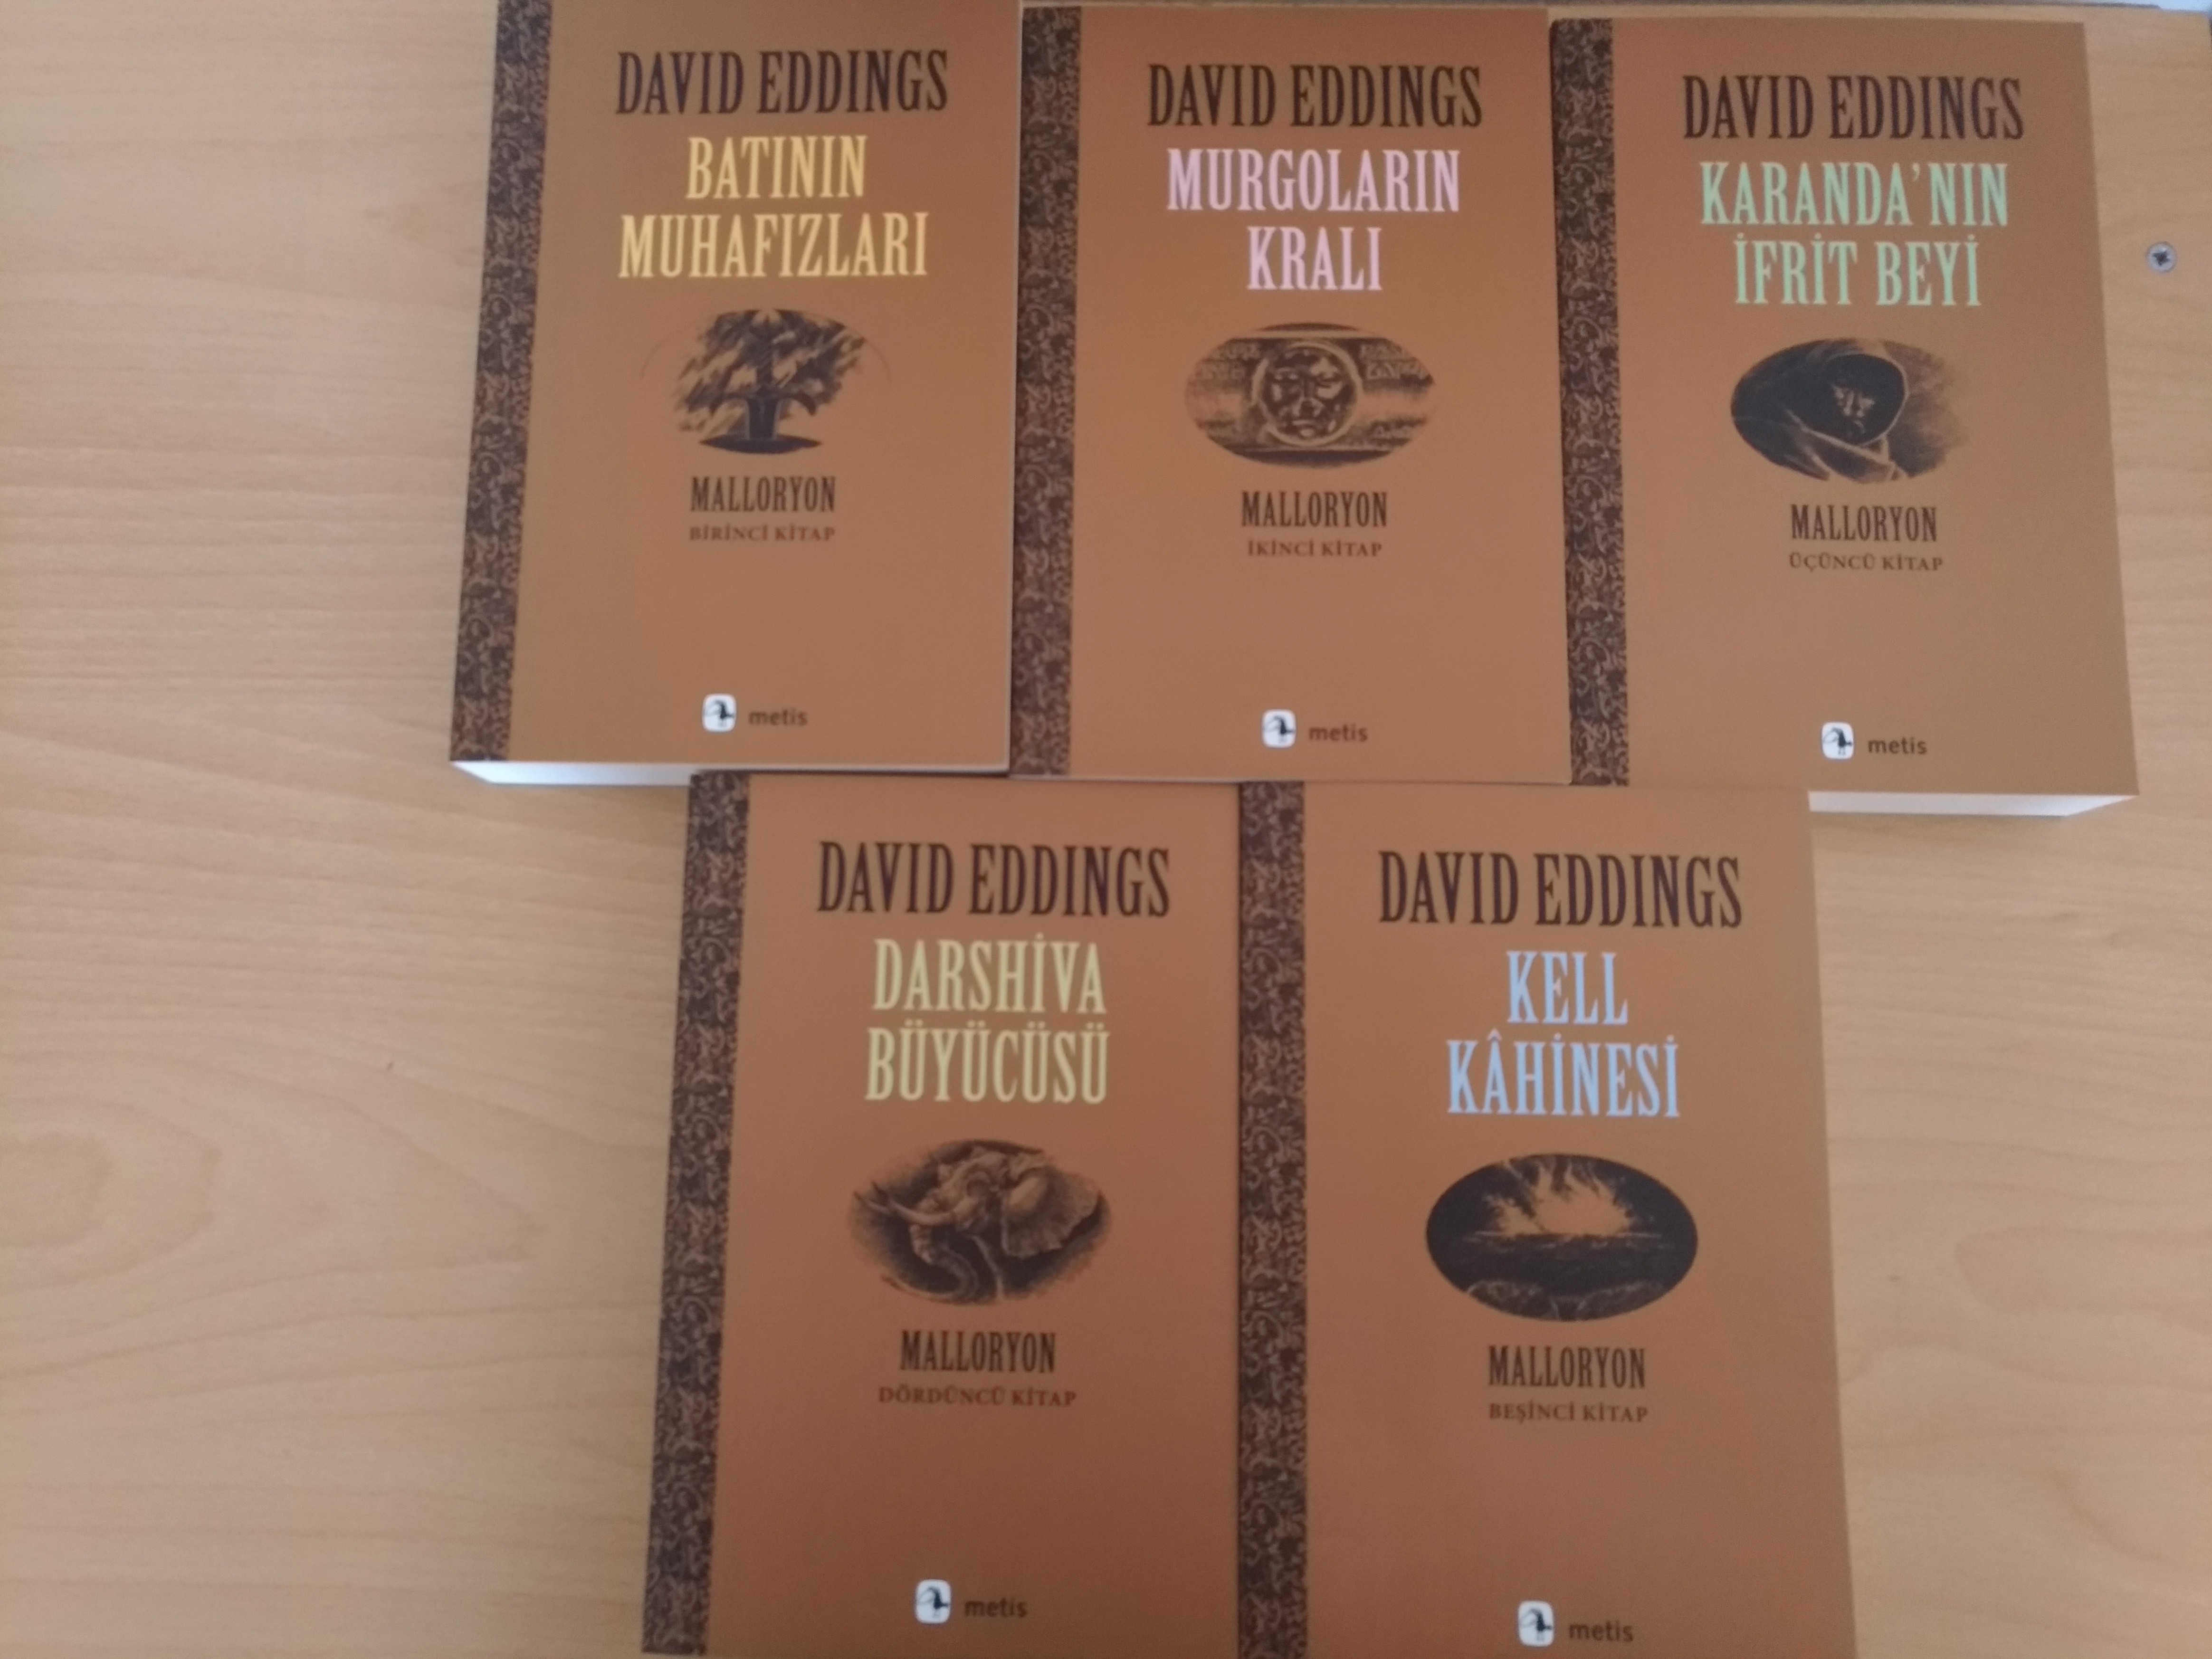 DAVID EDDINGS
BATININ
MUHAFIZLARI
MALLORYON
BİRİNCİ KİTAP
metis
DAVID EDDINGS
MURGOLARIN
KRALI
MALLORYON
İKİNCİ KİTAP
metis
DAVID EDDINGS
KARANDA'NIN
İFRİT BEYİ
MALLORYON
ÜÇÜNCÜ KİTAP
metis
DAVID EDDINGS
DARSHİVA
BÜYÜCÜSÜ
MALLORYON
DÖRDÜNCÜ KİTAP
metis
DAVID EDDINGS
KELL
KÂHİNESİ
MALLORYON
BEŞİNCİ KİTAP
metis